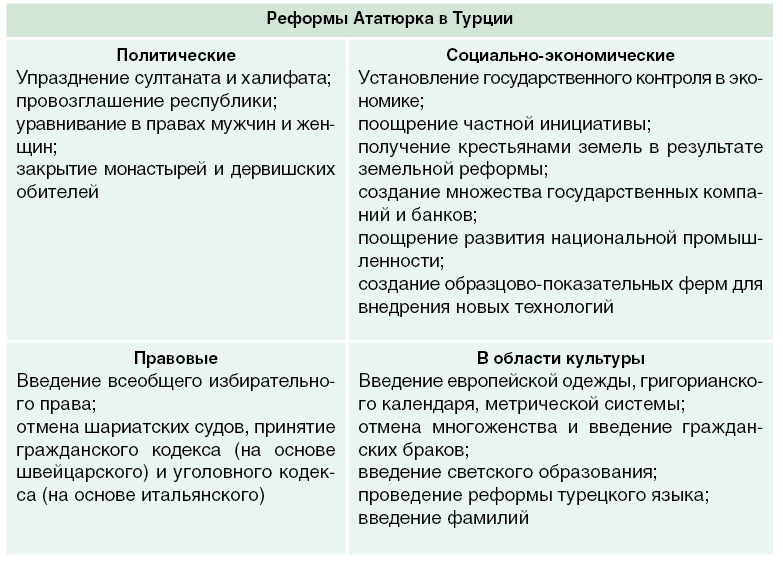 Реформы Ататюрка в Турции
Политические
Упразднение султаната и халифата;
провозглашение республики;
уравнивание в правах мужчин и жен-
щин;
закрытие монастырей и дервишских
обителей
Социально-экономические
Установление государственного контроля в эко-
номике;
поощрение частной инициативы;
получение крестьянами земель в результате
земельной реформы;
создание множества государственных компа-
ний и банков;
поощрение развития национальной промыш-
ленности;
создание образцово-показательных ферм для
внедрения новых технологий
Правовые
Введение всеобщего избирательно-
го права;
отмена шариатских судов, принятие
гражданского кодекса (на основе
швейцарского) и уголовного кодек-
са (на основе итальянского)
В области культуры
Введение европейской одежды, григорианско-
го календаря, метрической системы;
отмена многоженства и введение граждан-
ских браков;
введение светского образования;
проведение реформы турецкого языка;
введение фамилий